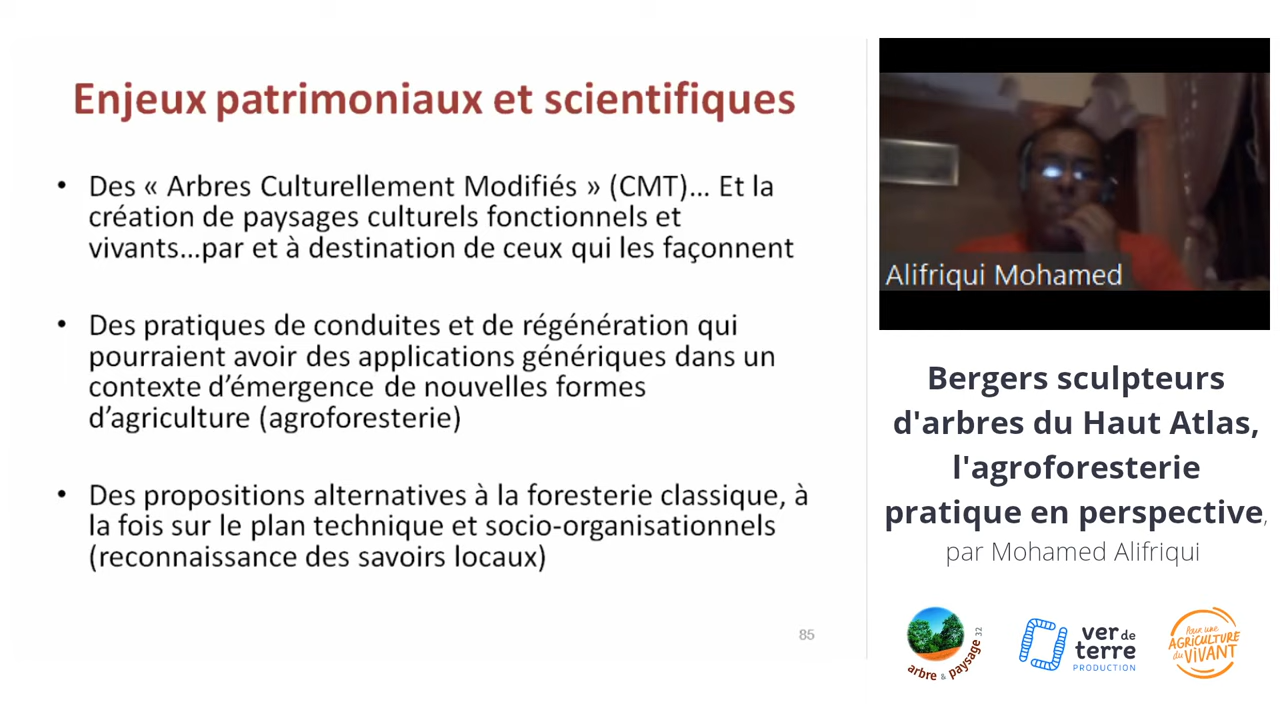 Enjeux patrimoniaux et scientifiques
• Des « Arbres Culturellement Modifiés » (CMT)... Et la
création de paysages culturels fonctionnels et
vivants...par et à destination de ceux qui les façonnent
• Des pratiques de conduites et de régénération qui
pourraient avoir des applications génériques dans un
contexte d'émergence de nouvelles formes
d'agriculture (agroforesterie)
• Des propositions alternatives à la foresterie classique, à
la fois sur le plan technique et socio-organisationnels
(reconnaissance des savoirs locaux)
85
Alifriqui Mohamed
Bergers sculpteurs
d'arbres du Haut Atlas,
l'agroforesterie
pratique en perspective,
par Mohamed Alifriqui
arbre & paysage 32
ver de
terre
PRODUCTION
Pour une
AGRICULTURE
du VIVANT